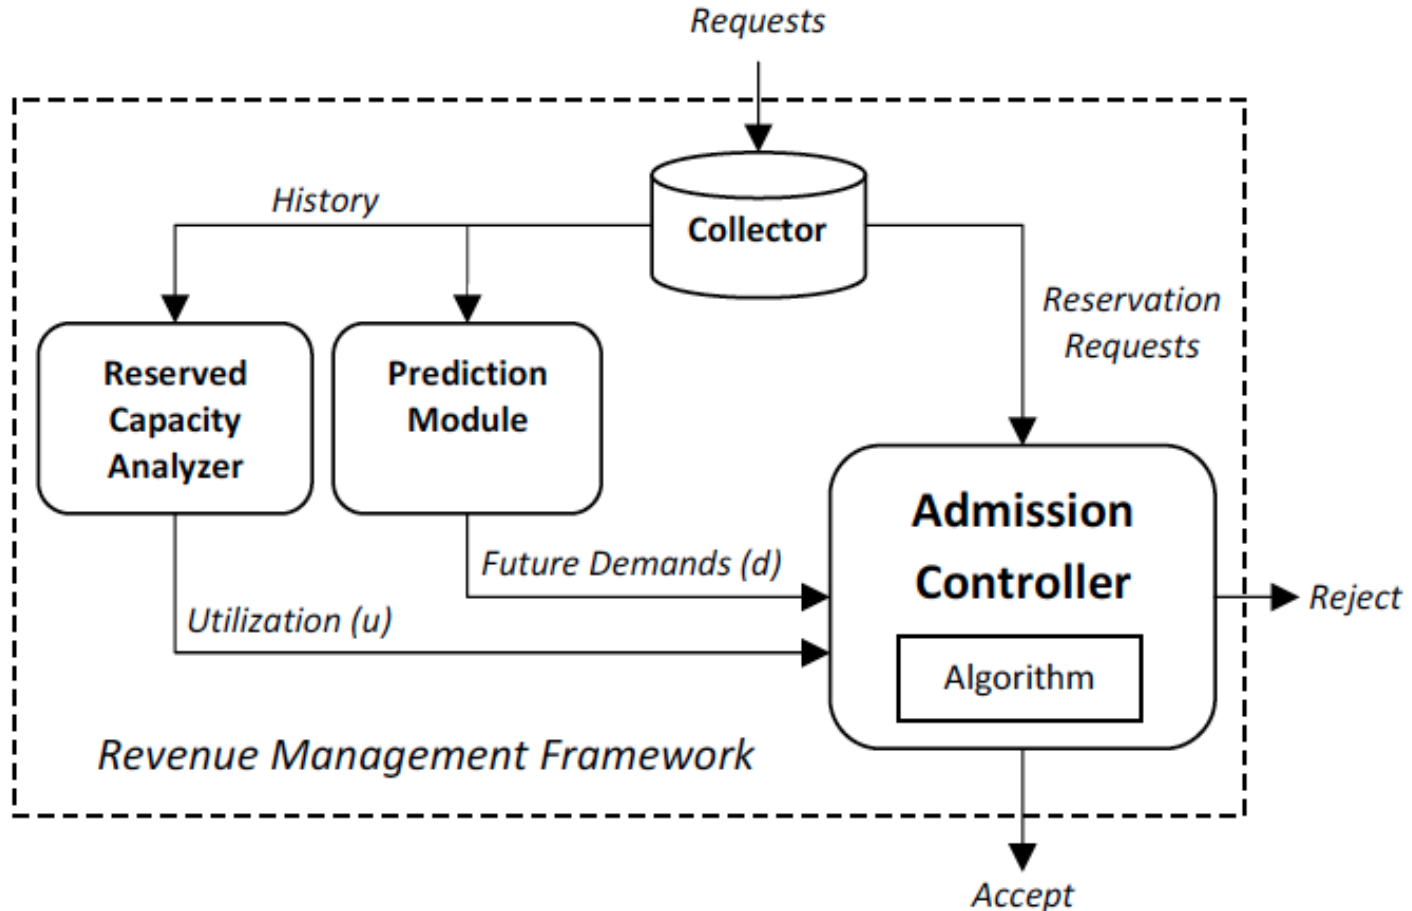 Requests
History
Collector
Reservation
Requests
Reserved
Capacity
Analyzer
Prediction
Module
Admission
Controller
Future Demands (d)
Utilization (u)
Reject
Algorithm
Revenue Management Framework
Accept